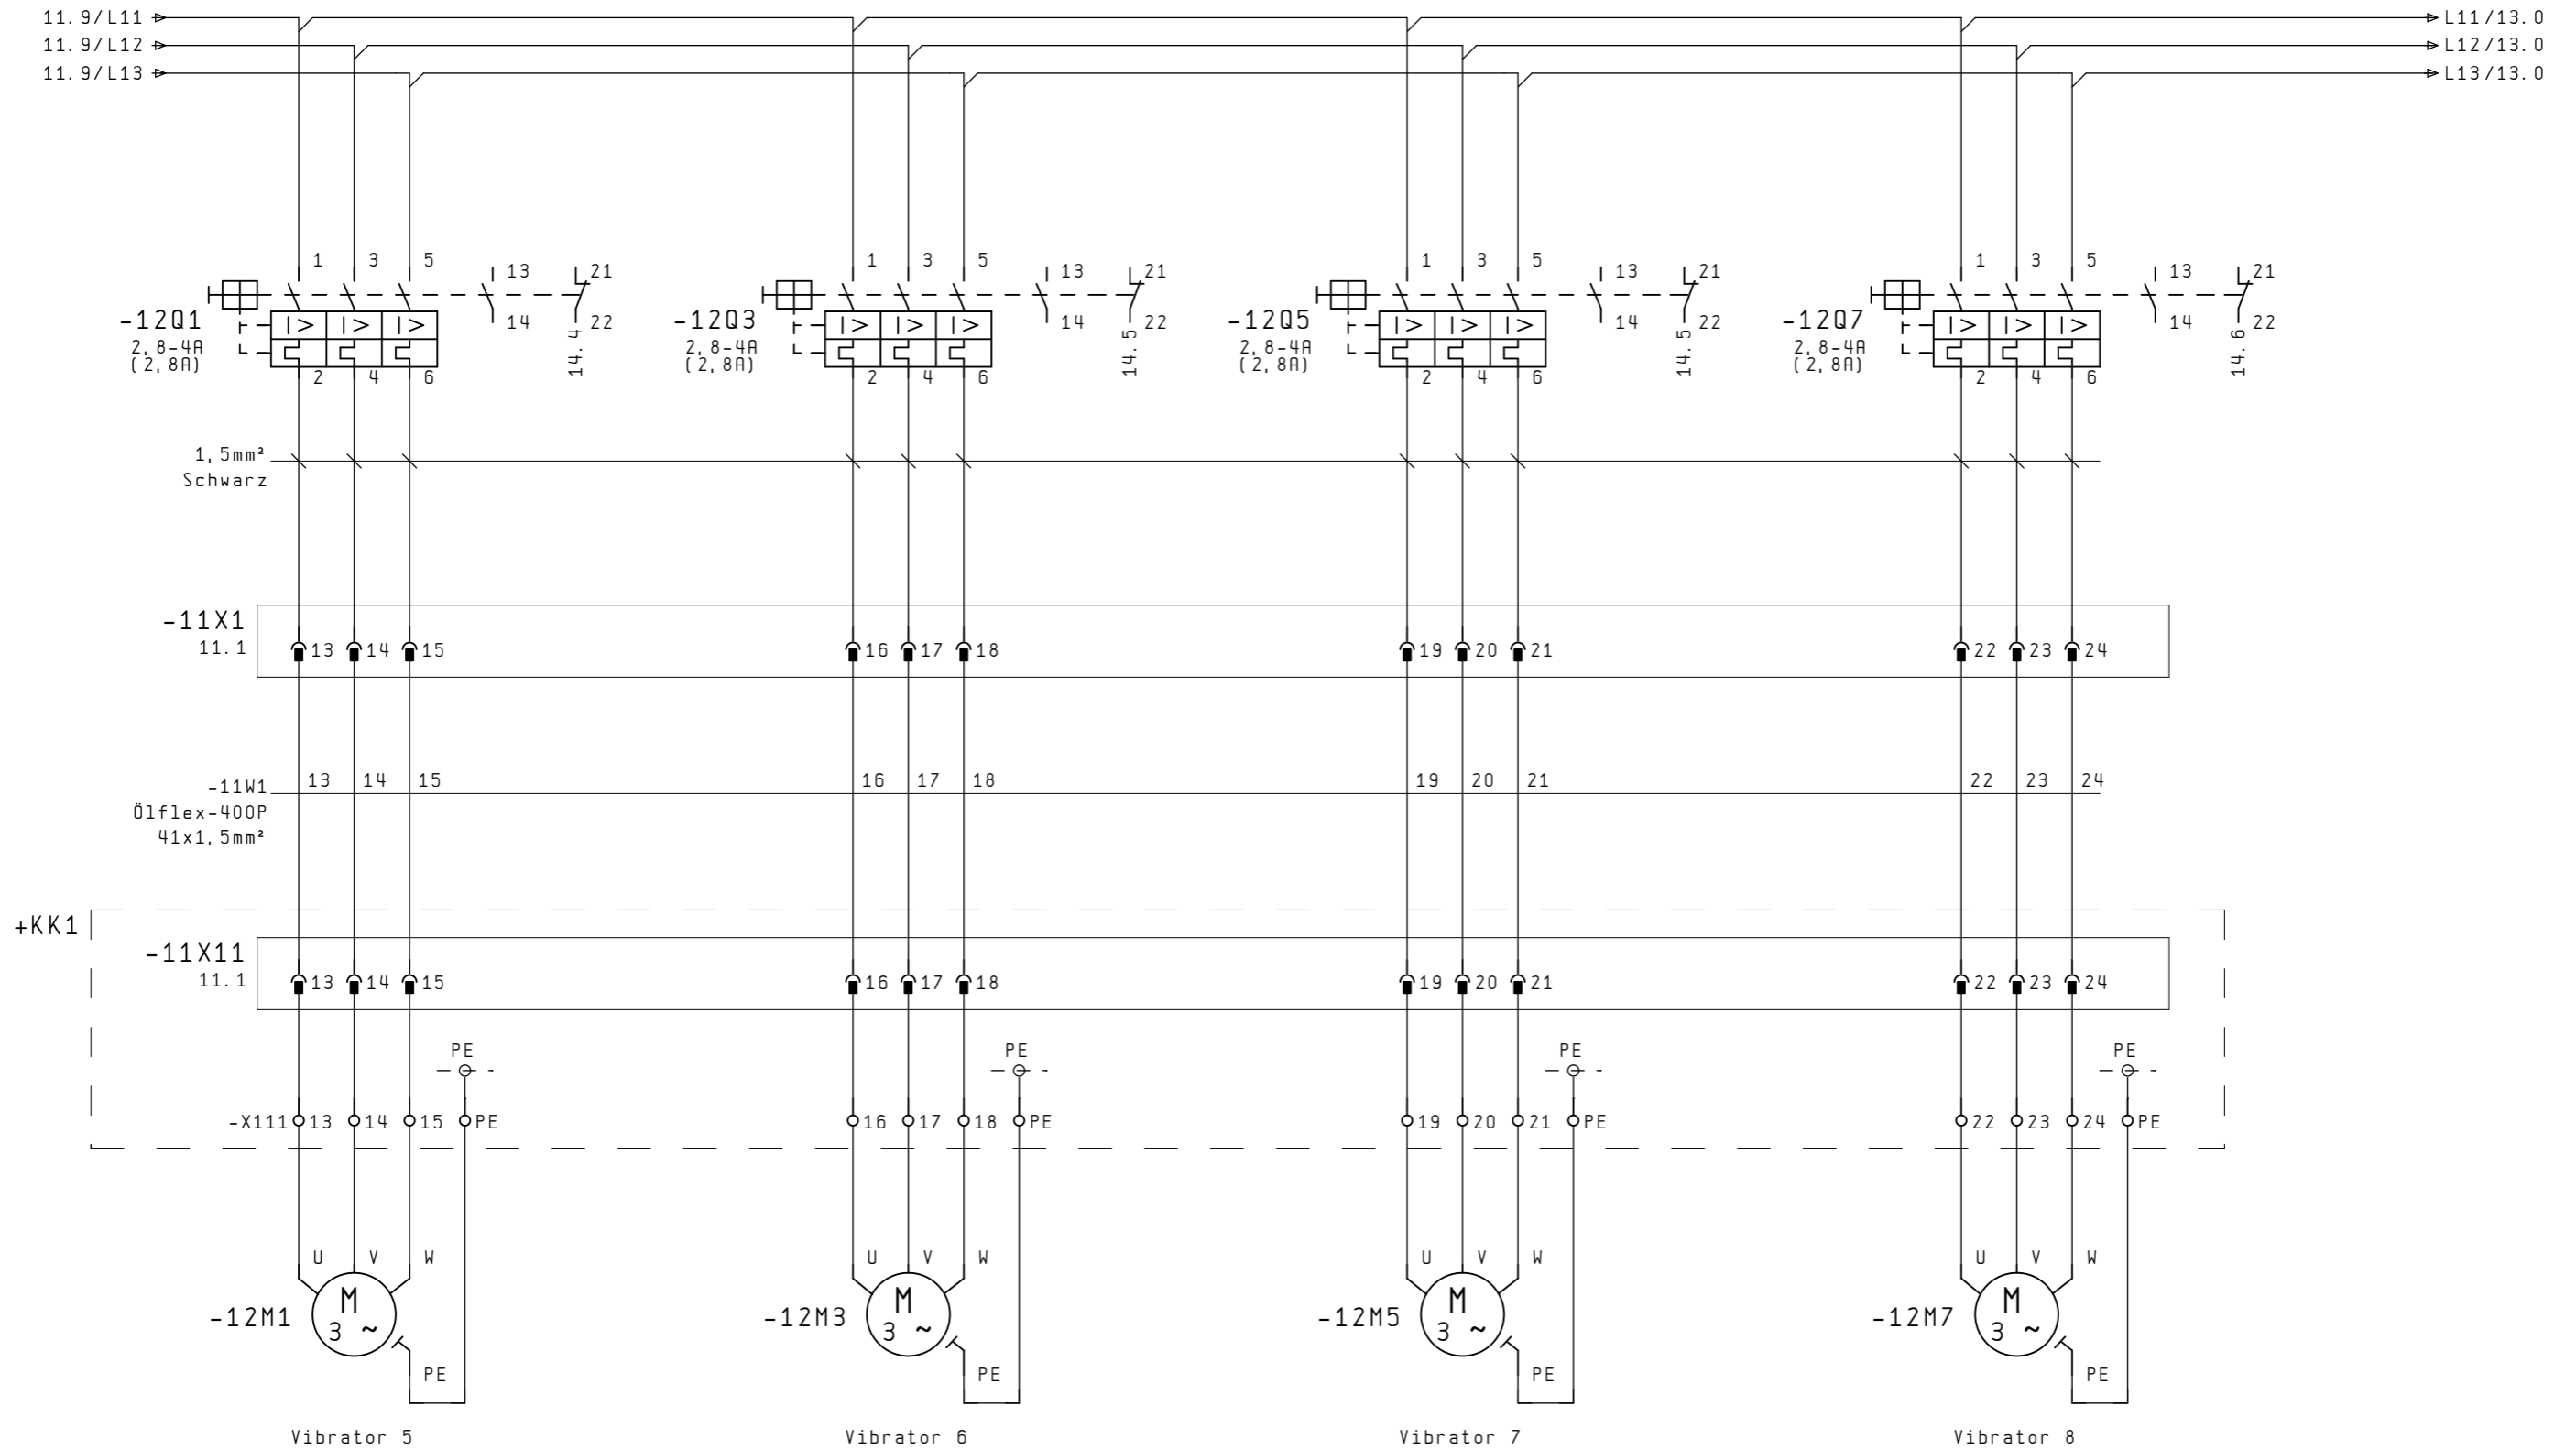 11.9/L11 L11/13.0
11.9/L12 L12/13.0
11.9/L13 L13/13.0
1 3 5 13 21 1 3 5 13 21 1 3 5 13 21 1 3 5 13 21
-12Q1 14 22 -12Q3 14 22 -12Q5 14 22 -12Q7 14 22
I> I> I> I> I> I> I> I> I> I> I> I>
2,8-4A 2,8-4A 2,8-4A 2,8-4A
(2,8A) 14.4 (2,8A) 14.5 (2,8A) 14.5 (2,8A) 14.6
2 4 6 2 4 6 2 4 6 2 4 6
1,5mm²
Schwarz
-11X1
11.1 13 14 15 16 17 18 19 20 21 22 23 24
-11W1 13 14 15 16 17 18 19 20 21 22 23 24
Ölflex-400P
41x1,5mm²
+KK1
-11X11
11.1 13 14 15 16 17 18 19 20 21 22 23 24
PE PE PE PE
-X111 13 14 15 PE 16 17 18 PE 19 20 21 PE 22 23 24 PE
U V W U V W U V W U V W
M M M M
-12M1 -12M3 -12M5 -12M7
3 ~ 3 ~ 3 ~ 3 ~
PE PE PE PE
Vibrator 5 Vibrator 6 Vibrator 7 Vibrator 8